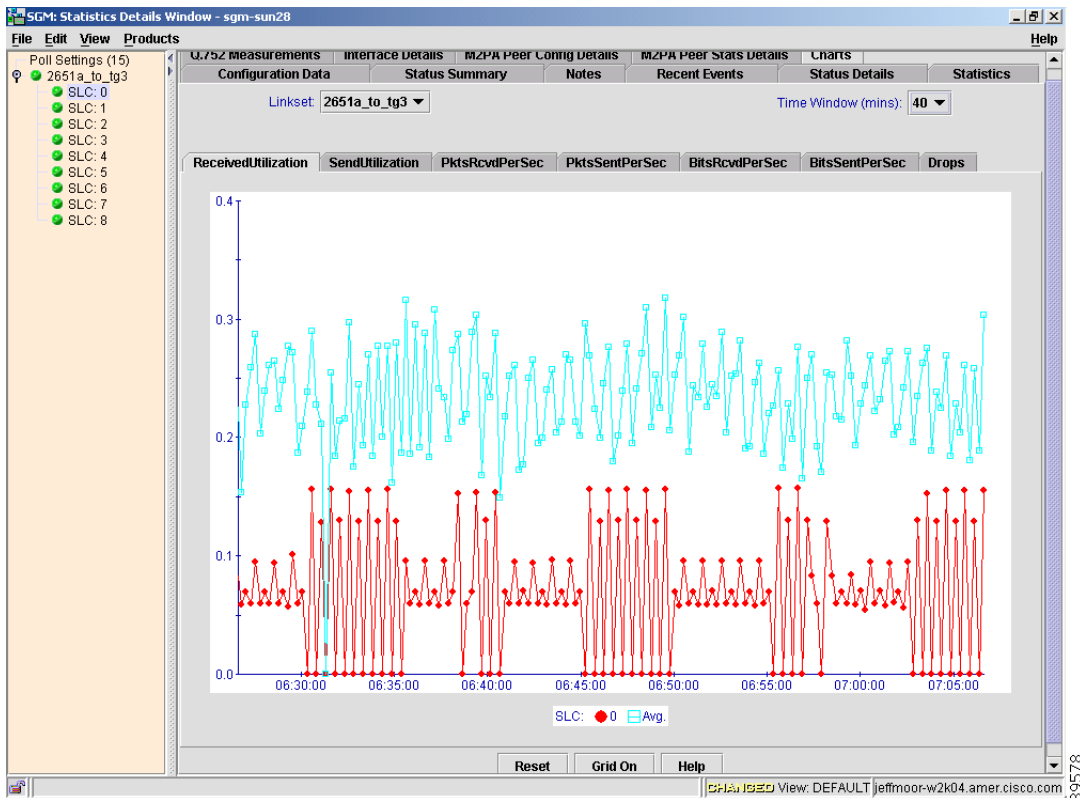 SGM: Statistics Details Window - sgm-sun28
File Edit View Products Help
Poll Settings (15)
2651a_to_tg3
SLC: 0
SLC: 1
SLC: 2
SLC: 3
SLC: 4
SLC: 5
SLC: 6
SLC: 7
SLC: 8
Q.752 Measurements Interface Details M2PA Peer Config Details M2PA Peer Stats Details Charts
Configuration Data Status Summary Notes Recent Events Status Details Statistics
Linkset: 2651a_to_tg3 Time Window (mins): 40
ReceivedUtilization SendUtilization PktsRcvdPerSec PktsSentPerSec BitsRcvdPerSec BitsSentPerSec Drops
0.4
0.3
0.2
0.1
0.0
06:30:00 06:35:00 06:40:00 06:45:00 06:50:00 06:55:00 07:00:00 07:05:00
SLC: 0 Avg.
Reset Grid On Help
CHANGED View: DEFAULT jeffmoor-w2k04.amer.cisco.com
89578